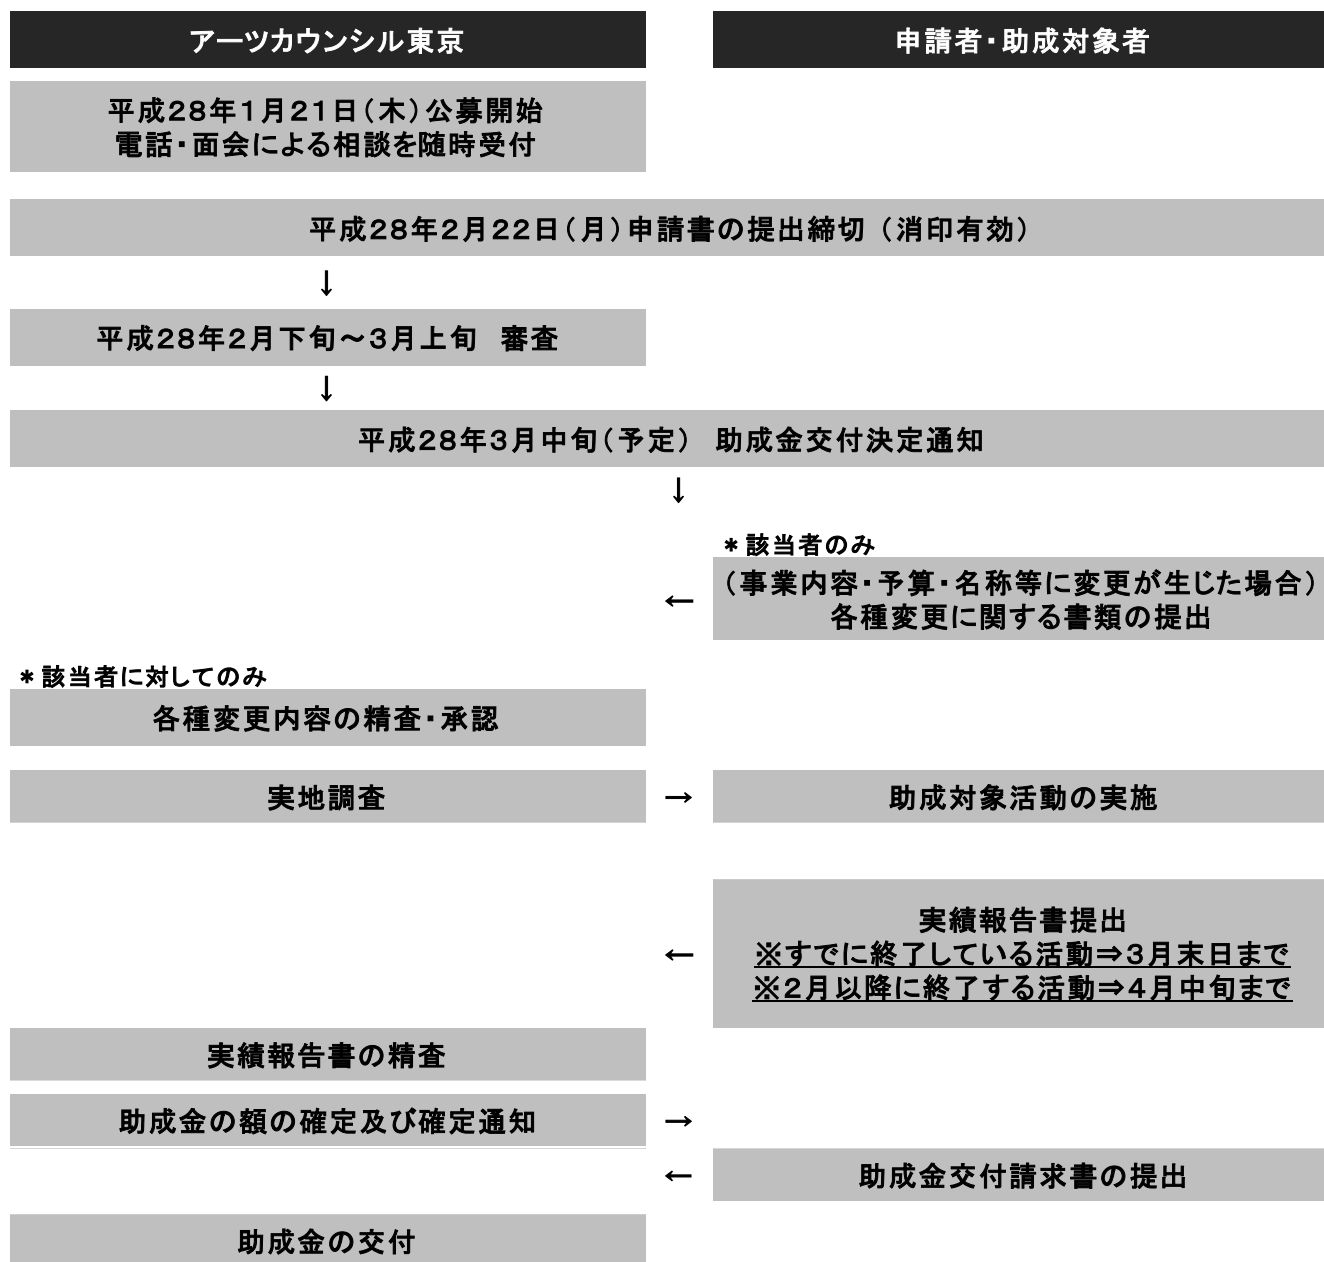 アーツカウンシル東京
申請者・助成対象者
平成２８年１月２１日（木）公募開始
電話・面会による相談を随時受付
平成２８年２月２２日（月）申請書の提出締切（消印有効）
↓
平成２８年２月下旬～３月上旬　審査
↓
平成２８年３月中旬（予定）　助成金交付決定通知
↓
＊該当者のみ
（事業内容・予算・名称等に変更が生じた場合）
←
各種変更に関する書類の提出
＊該当者に対してのみ
各種変更内容の精査・承認
実地調査
→
助成対象活動の実施
実績報告書提出
←
※すでに終了している活動⇒３月末日まで
※２月以降に終了する活動⇒４月中旬まで
実績報告書の精査
助成金の額の確定及び確定通知
→
←
助成金交付請求書の提出
助成金の交付